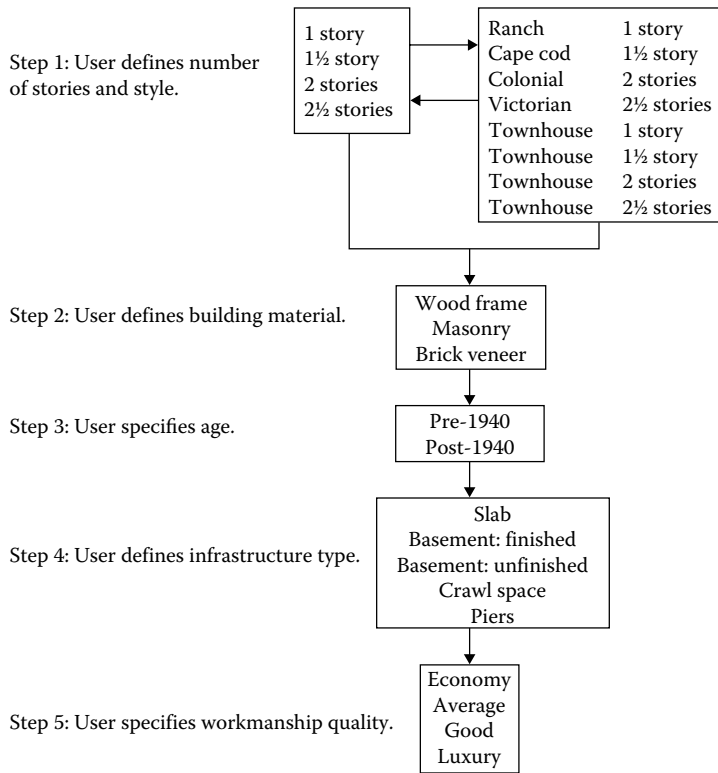 Step 1: User defines number
of stories and style.
1 story
1½ story
2 stories
2½ stories
Ranch 1 story
Cape cod 1½ story
Colonial 2 stories
Victorian 2½ stories
Townhouse 1 story
Townhouse 1½ story
Townhouse 2 stories
Townhouse 2½ stories
Step 2: User defines building material.
Wood frame
Masonry
Brick veneer
Step 3: User specifies age.
Pre-1940
Post-1940
Step 4: User defines infrastructure type.
Slab
Basement: finished
Basement: unfinished
Crawl space
Piers
Step 5: User specifies workmanship quality.
Economy
Average
Good
Luxury